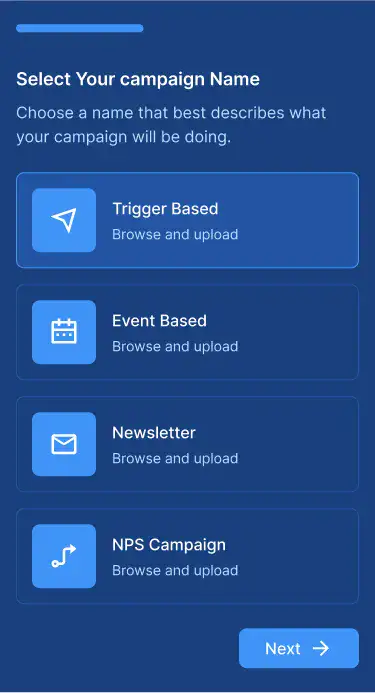 Select Your campaign Name
Choose a name that best describes what
your campaign will be doing.
Trigger Based
Browse and upload
Event Based
Browse and upload
Newsletter
Browse and upload
NPS Campaign
Browse and upload
Next